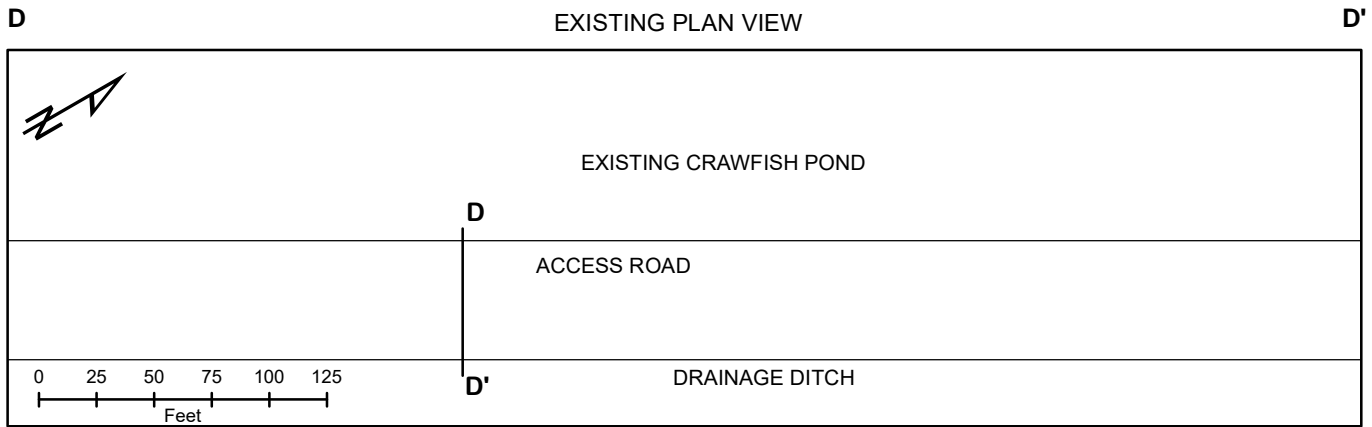 D EXISTING PLAN VIEW D'
N
EXISTING CRAWFISH POND
D
ACCESS ROAD
0 25 50 75 100 125
Feet
D'
DRAINAGE DITCH